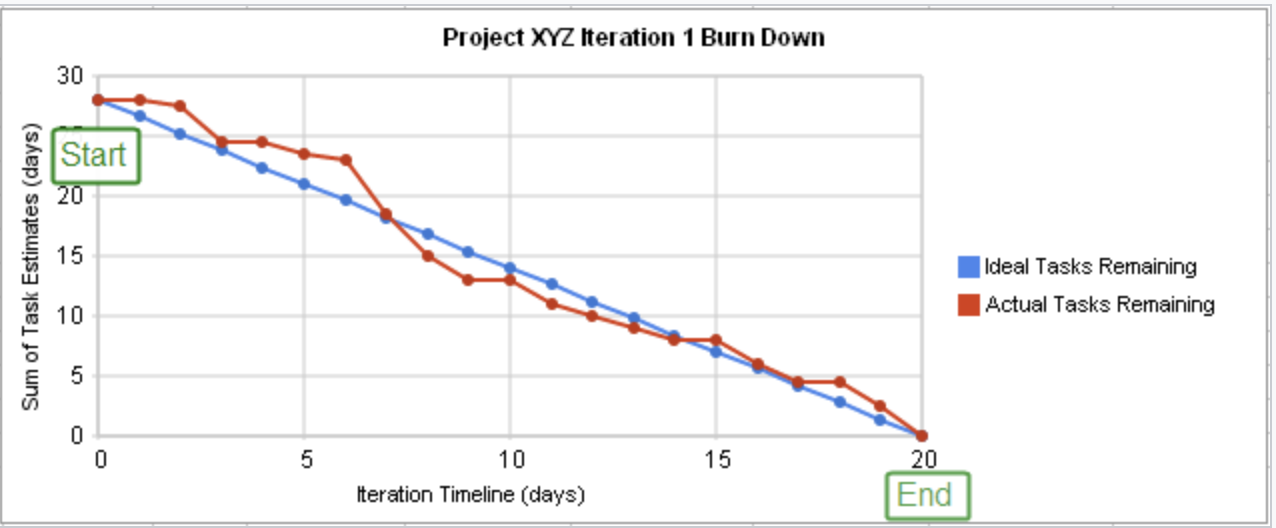 Project XYZ Iteration 1 Burn Down
Sum of Task Estimates (days)
30
Start
20
15
10
5
0
0 5 10 15 20
Iteration Timeline (days)
End
Ideal Tasks Remaining
Actual Tasks Remaining